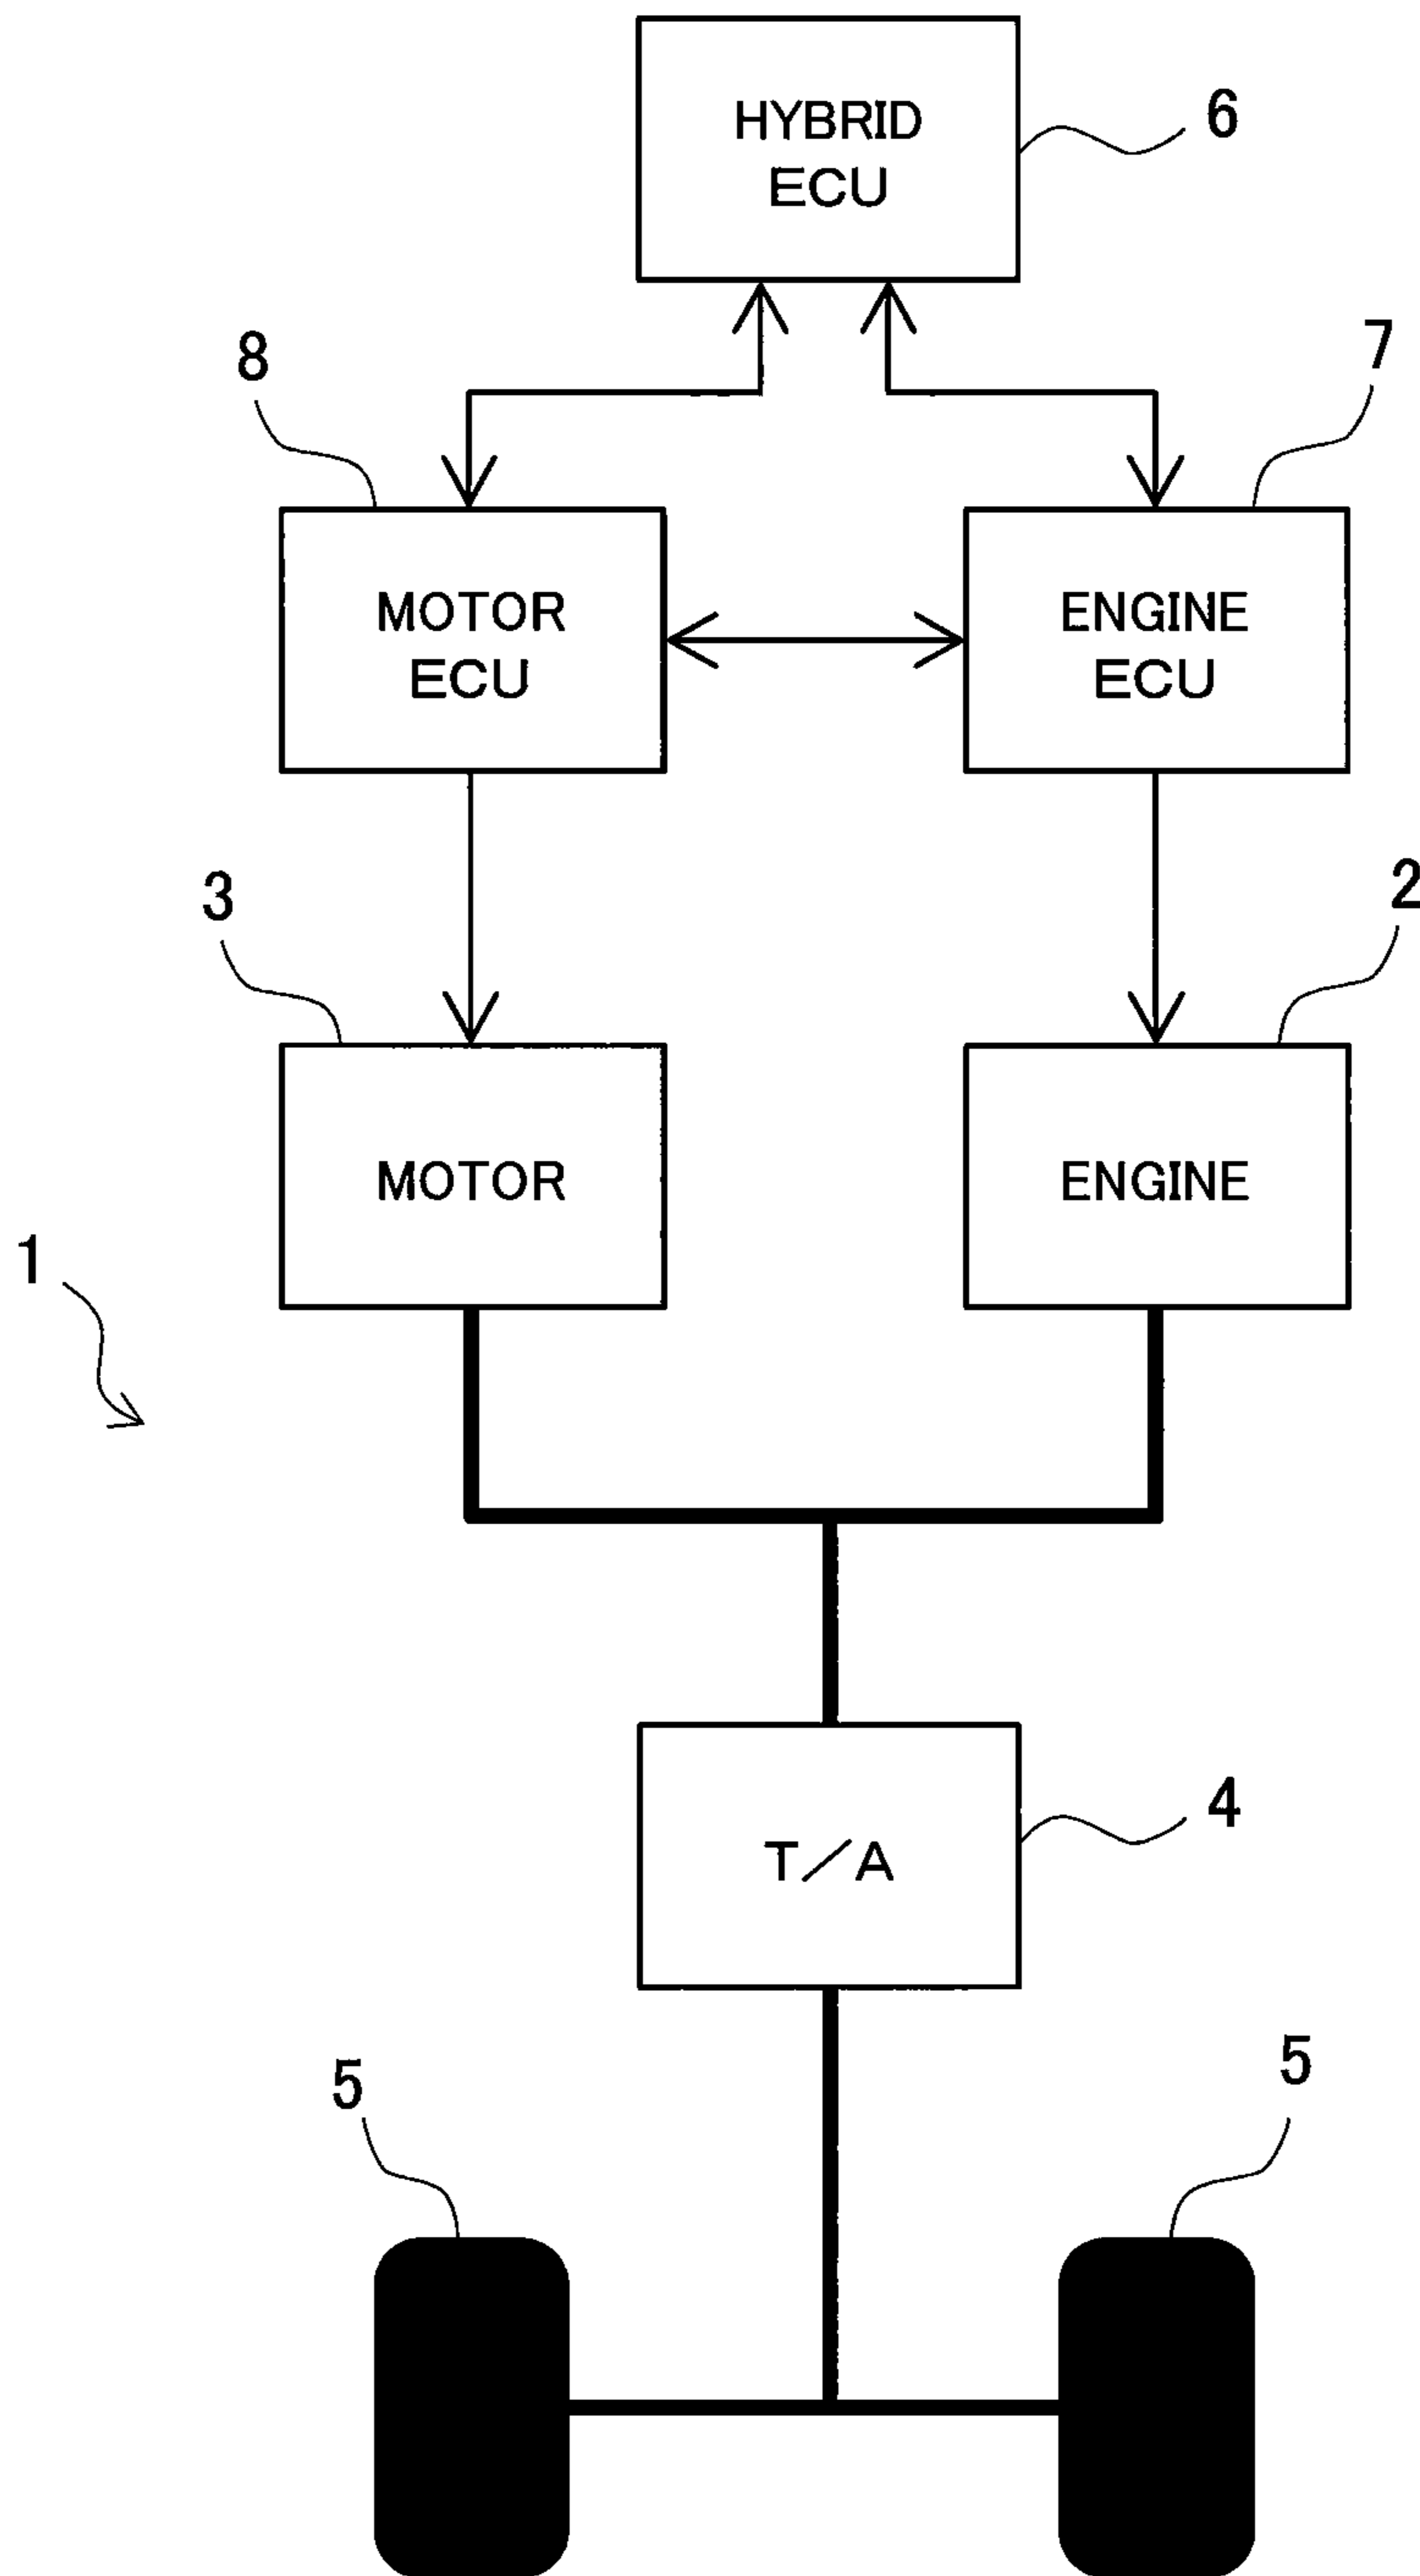 HYBRID
ECU
6
8
7
MOTOR
ECU
ENGINE
ECU
3
2
MOTOR
ENGINE
1
T/A
4
5
5